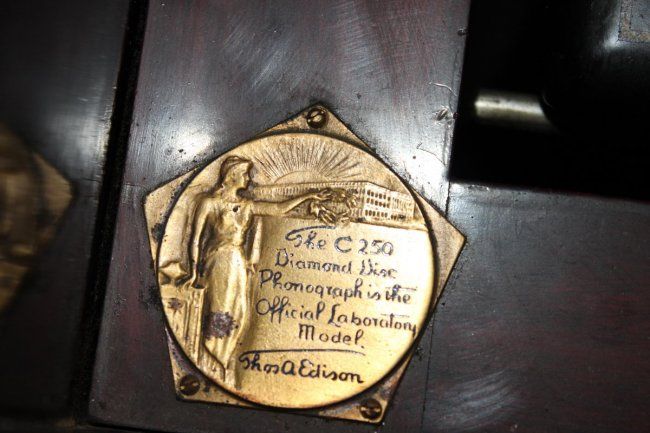 The C 250
Diamond Disc
Phonograph is the
Official Laboratory
Model.
Thos A Edison